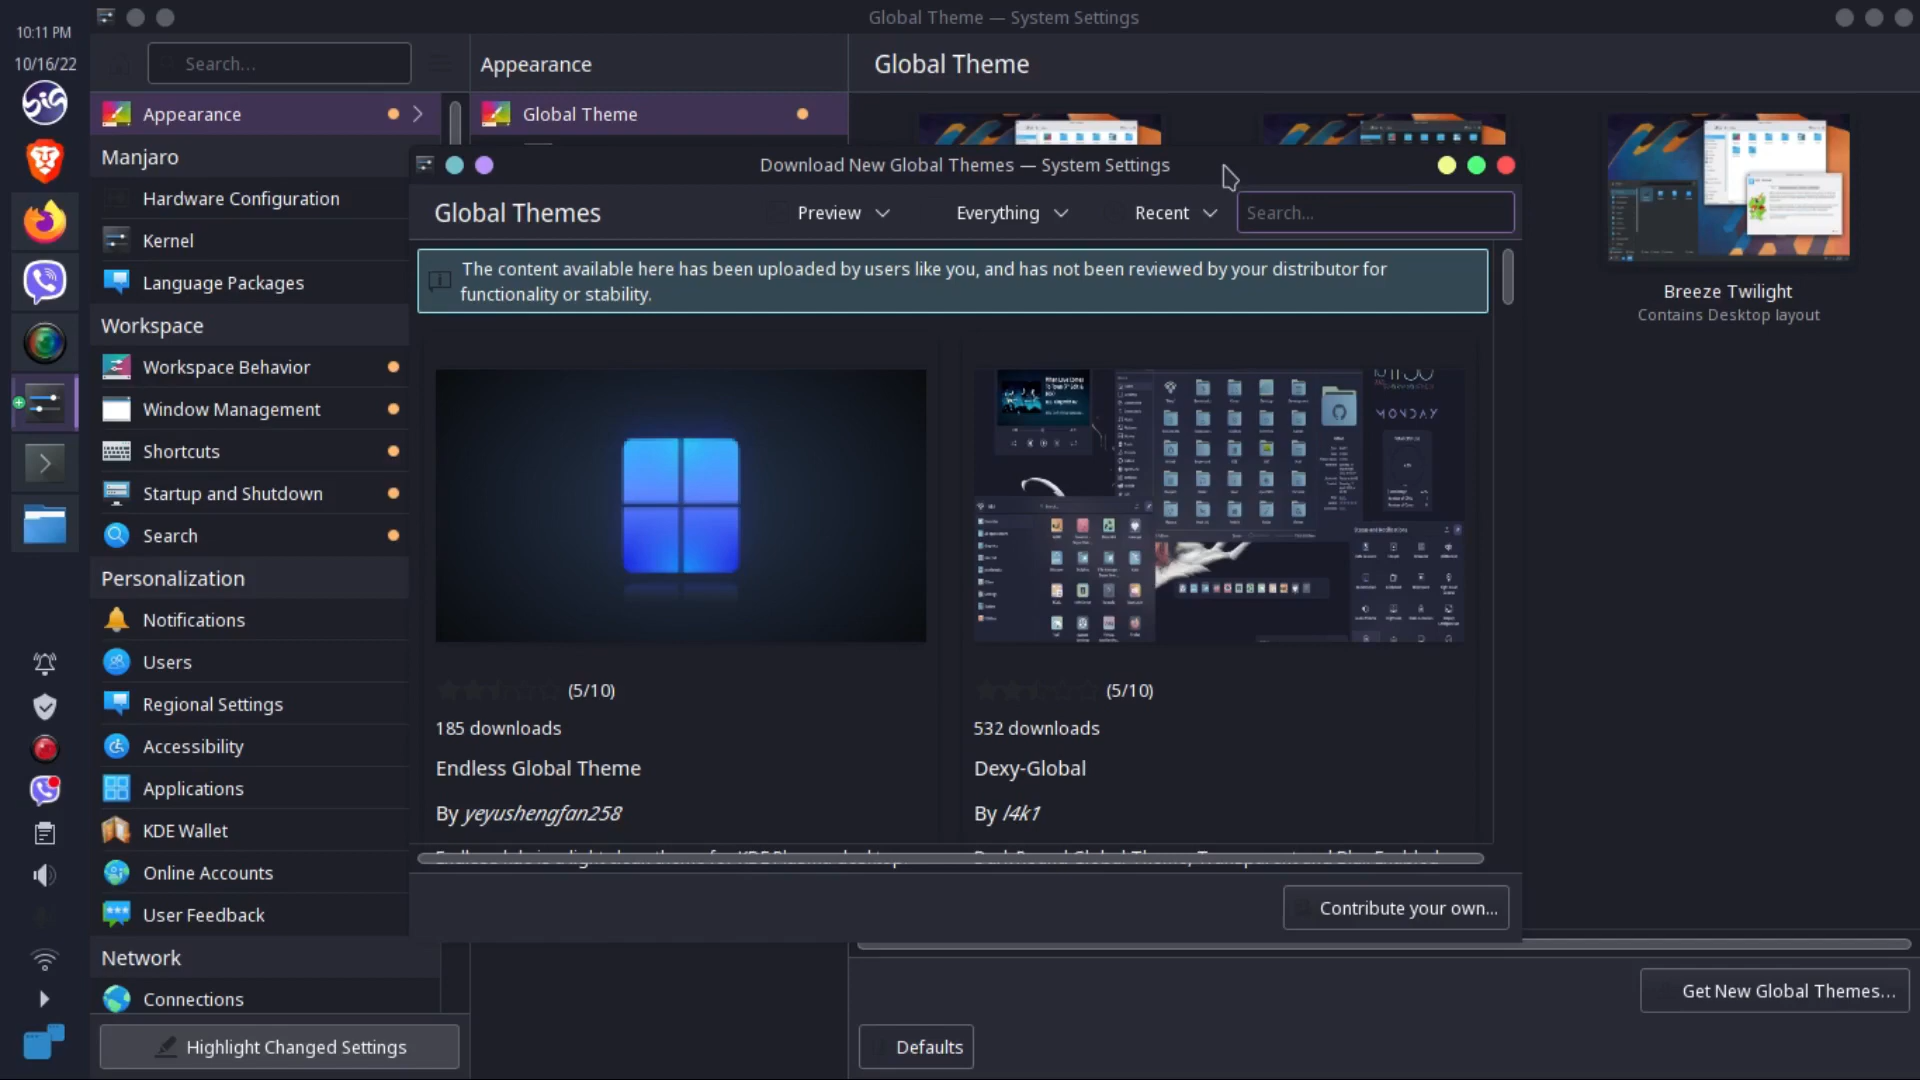 10:11 PM
10/16/22
Global Theme — System Settings
Search...
Appearance
Manjaro
Hardware Configuration
Kernel
Language Packages
Workspace
Workspace Behavior
Window Management
Shortcuts
Startup and Shutdown
Search
Personalization
Notifications
Users
Regional Settings
Accessibility
Applications
KDE Wallet
Online Accounts
User Feedback
Network
Connections
Highlight Changed Settings
Appearance
Global Theme
Global Theme
Breeze Twilight
Contains Desktop layout
Download New Global Themes — System Settings
Global Themes
Preview
Everything
Recent
Search...
The content available here has been uploaded by users like you, and has not been reviewed by your distributor for
functionality or stability.
(5/10)
185 downloads
Endless Global Theme
By yeyushengfan258
MONDAY
(5/10)
532 downloads
Dexy-Global
By l4k1
Contribute your own...
Get New Global Themes...
Defaults